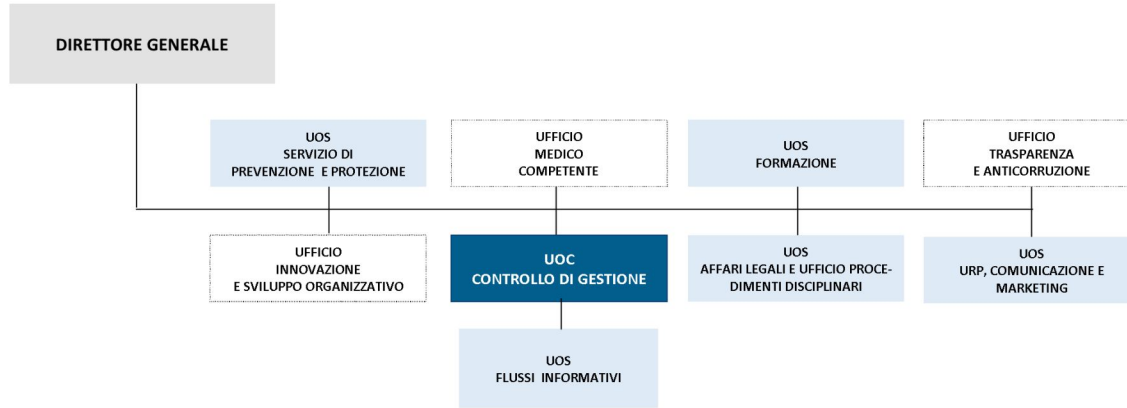 DIRETTORE GENERALE
UOS
SERVIZIO DI
PREVENZIONE E PROTEZIONE
UFFICIO
MEDICO
COMPETENTE
UOS
FORMAZIONE
UFFICIO
TRASPARENZA
E ANTICORRUZIONE
UFFICIO
INNOVAZIONE
E SVILUPPO ORGANIZZATIVO
UOC
CONTROLLO DI GESTIONE
UOS
AFFARI LEGALI E UFFICIO PROCE-
DIMENTI DISCIPLINARI
UOS
URP, COMUNICAZIONE E
MARKETING
UOS
FLUSSI INFORMATIVI